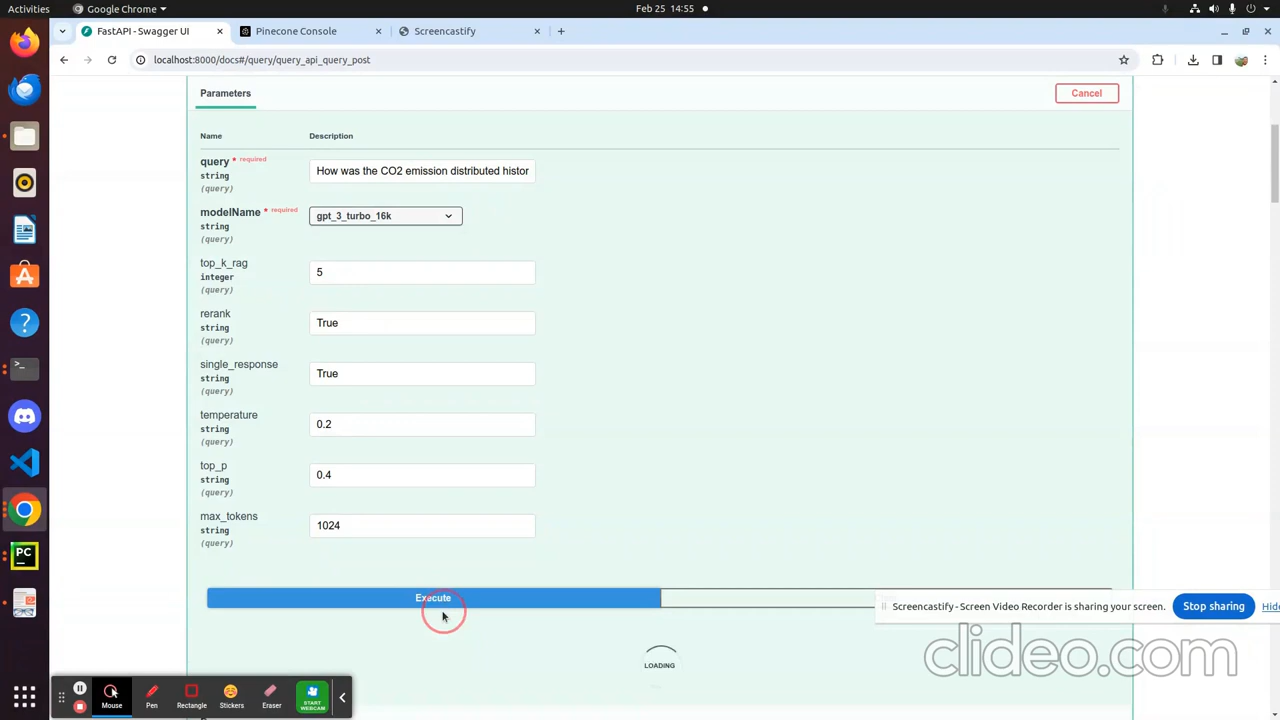 Activities
Google Chrome
Feb 25 14:55
FastAPI - Swagger UI
Pinecone Console
Screencastify
localhost:8000/docs#/query/query_api_query_post
Parameters
Cancel
Name
Description
query * required
string
(query)
How was the CO2 emission distributed histor
modelName * required
string
(query)
gpt_3_turbo_16k
top_k_rag
integer
(query)
5
rerank
string
(query)
True
single_response
string
(query)
True
temperature
string
(query)
0.2
top_p
string
(query)
0.4
max_tokens
string
(query)
1024
Execute
Screencastify - Screen Video Recorder is sharing your screen.
Stop sharing
Hide
LOADING
clideo.com
PC
Mouse
Pen
Rectangle
Stickers
Eraser
START
WEBCAM